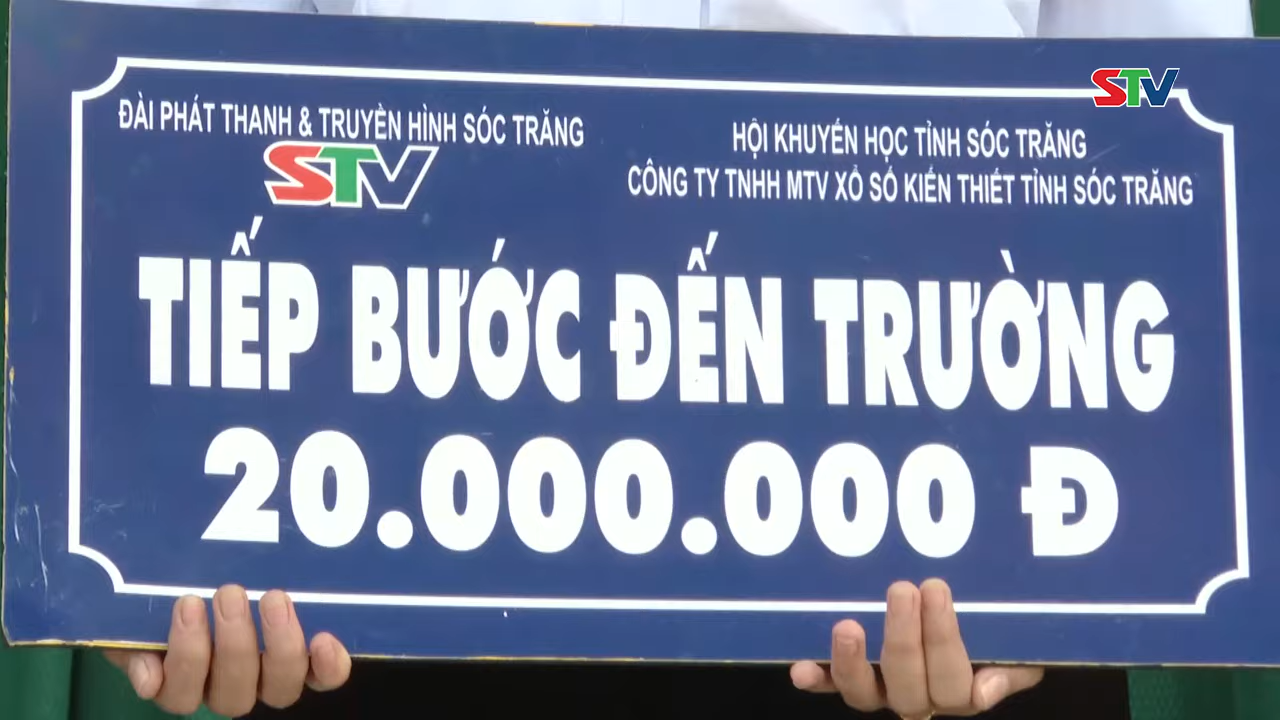 STV
ĐÀI PHÁT THANH & TRUYỀN HÌNH SÓC TRĂNG
STV
HỘI KHUYẾN HỌC TỈNH SÓC TRĂNG
CÔNG TY TNHH MTV XỔ SỐ KIẾN THIẾT TỈNH SÓC TRĂNG
TIẾP BƯỚC ĐẾN TRƯỜNG
20.000.000 Đ